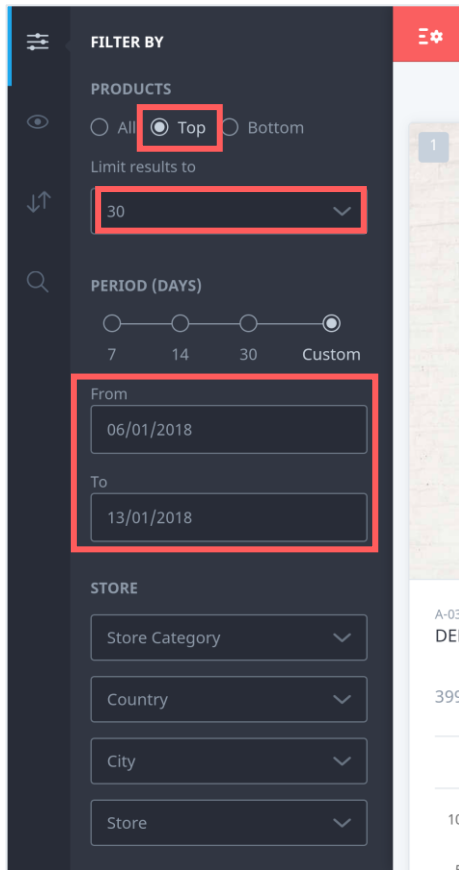 FILTER BY
PRODUCTS
All Top Bottom
Limit results to
30
PERIOD (DAYS)
7 14 30 Custom
From
06/01/2018
To
13/01/2018
STORE
Store Category
Country
City
Store
1
A-03
DE
399
10